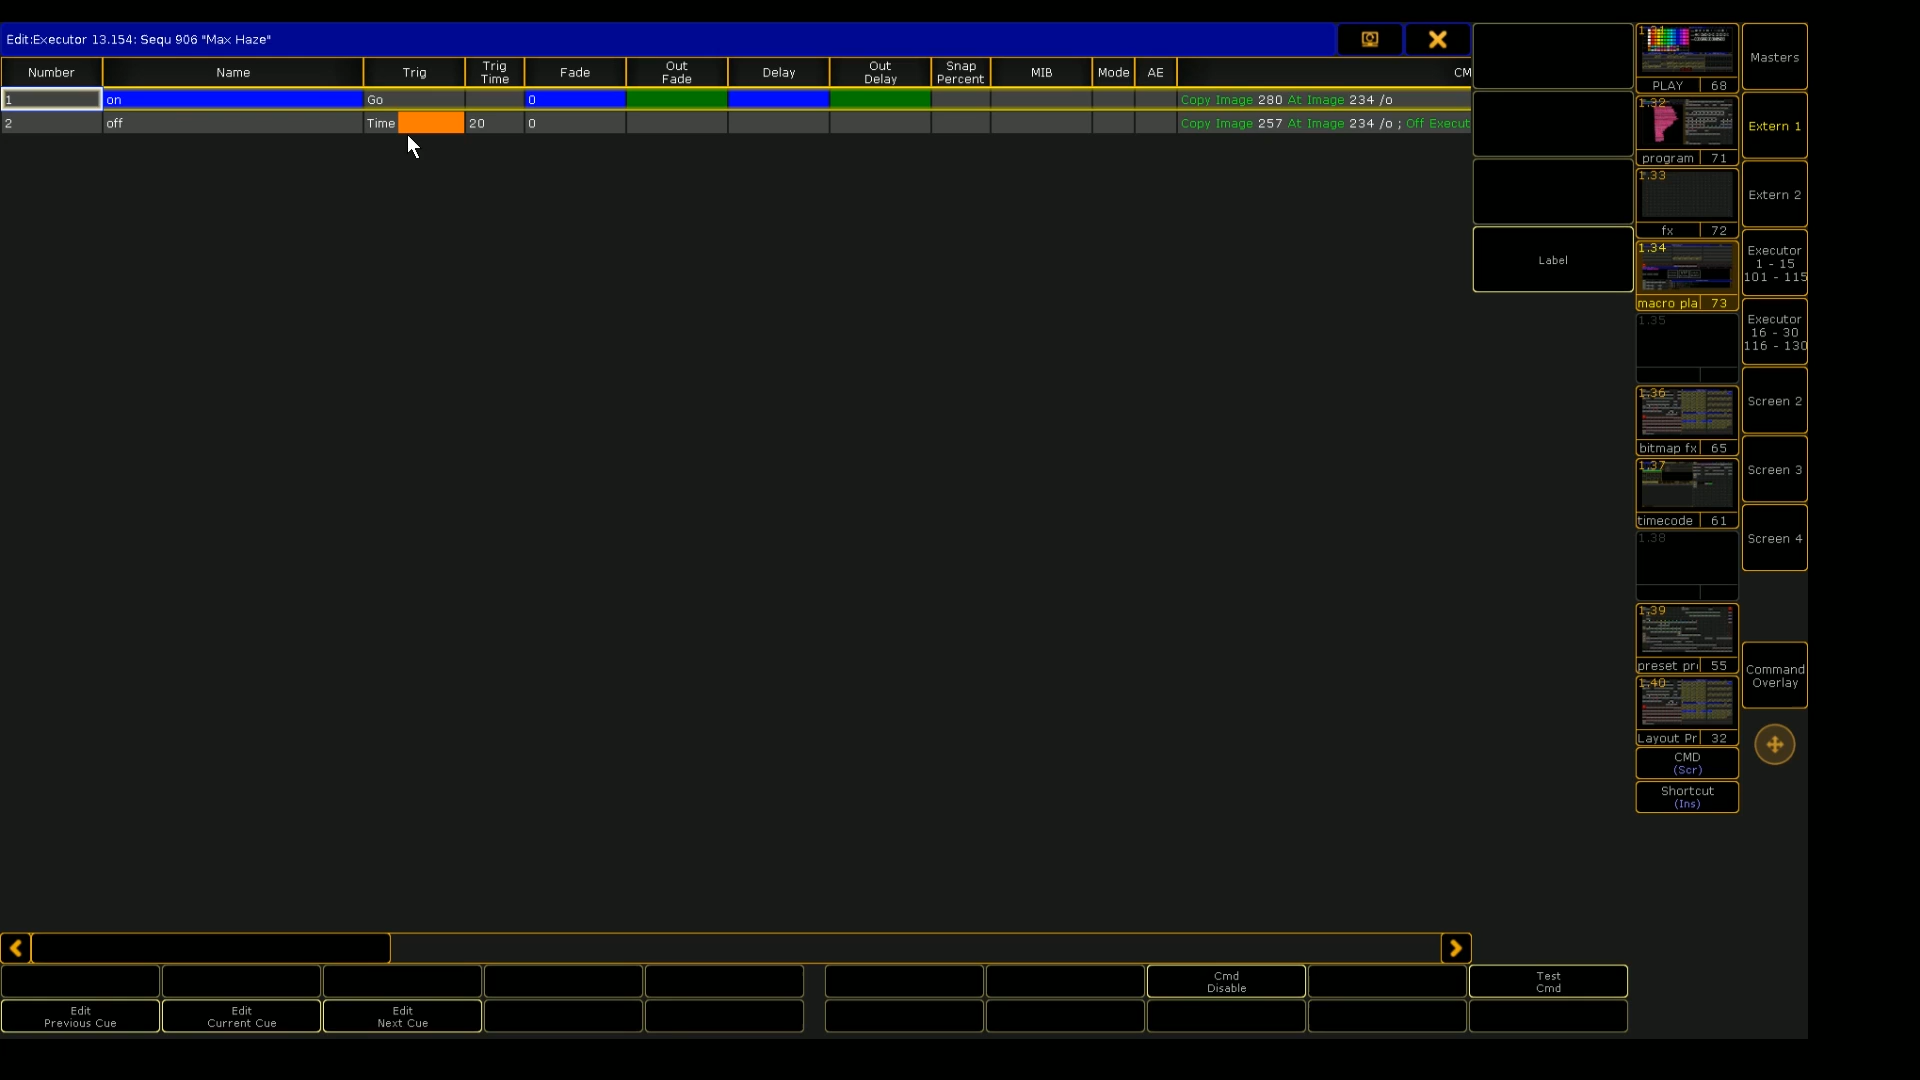 Edit:Executor 13.154: Sequ 906 "Max Haze"
Number Name Trig Trig Time Fade Out Fade Delay Out Delay Snap Percent MIB Mode AE CM
1 on Go 0 Copy Image 280 At Image 234 /o
2 off Time 20 0 Copy Image 257 At Image 234 /o ; Off Execut
Label
PLAY 68
1.32
program 71
1.33
fx 72
1.34
macro pla 73
1.35
1.36
bitmap fx 65
1.37
timecode 61
1.38
1.39
preset pr 55
1.40
Layout Pr 32
CMD
(Scr)
Shortcut
(Ins)
Masters
Extern 1
Extern 2
Executor
1 - 15
101 - 115
Executor
16 - 30
116 - 130
Screen 2
Screen 3
Screen 4
Command
Overlay
Cmd
Disable
Test
Cmd
Edit
Previous Cue
Edit
Current Cue
Edit
Next Cue